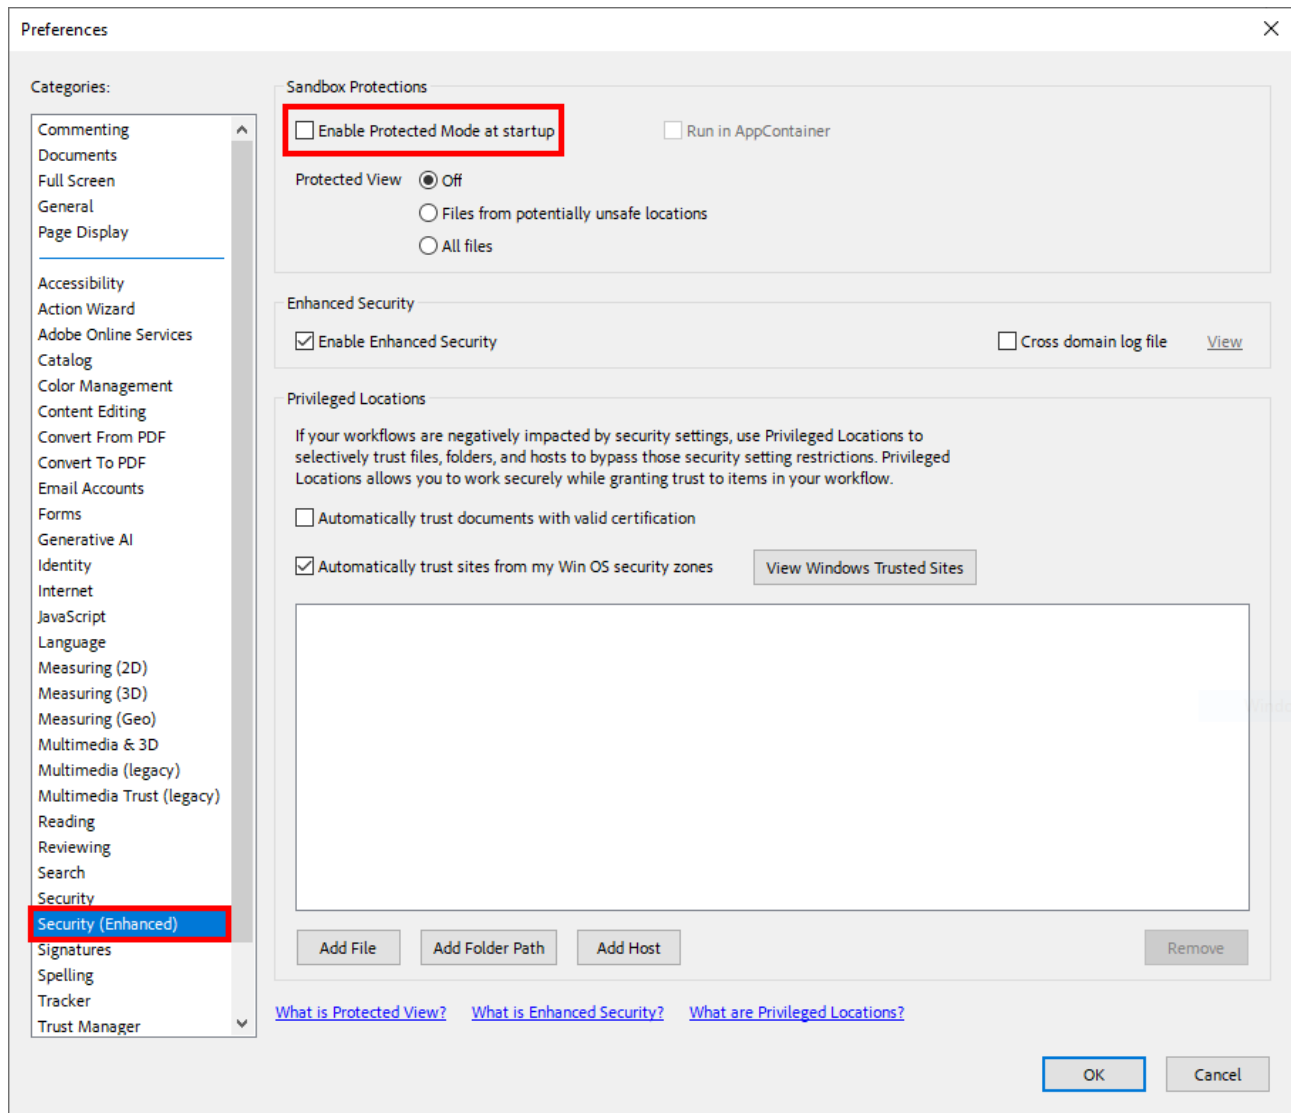 Preferences
Categories:
Commenting
Documents
Full Screen
General
Page Display
Accessibility
Action Wizard
Adobe Online Services
Catalog
Color Management
Content Editing
Convert From PDF
Convert To PDF
Email Accounts
Forms
Generative AI
Identity
Internet
JavaScript
Language
Measuring (2D)
Measuring (3D)
Measuring (Geo)
Multimedia & 3D
Multimedia (legacy)
Multimedia Trust (legacy)
Reading
Reviewing
Search
Security
Security (Enhanced)
Signatures
Spelling
Tracker
Trust Manager
Sandbox Protections
Enable Protected Mode at startup
Run in AppContainer
Protected View
Off
Files from potentially unsafe locations
All files
Enhanced Security
Enable Enhanced Security
Cross domain log file
View
Privileged Locations
If your workflows are negatively impacted by security settings, use Privileged Locations to
selectively trust files, folders, and hosts to bypass those security setting restrictions. Privileged
Locations allows you to work securely while granting trust to items in your workflow.
Automatically trust documents with valid certification
Automatically trust sites from my Win OS security zones
View Windows Trusted Sites
Add File
Add Folder Path
Add Host
Remove
What is Protected View?
What is Enhanced Security?
What are Privileged Locations?
OK
Cancel